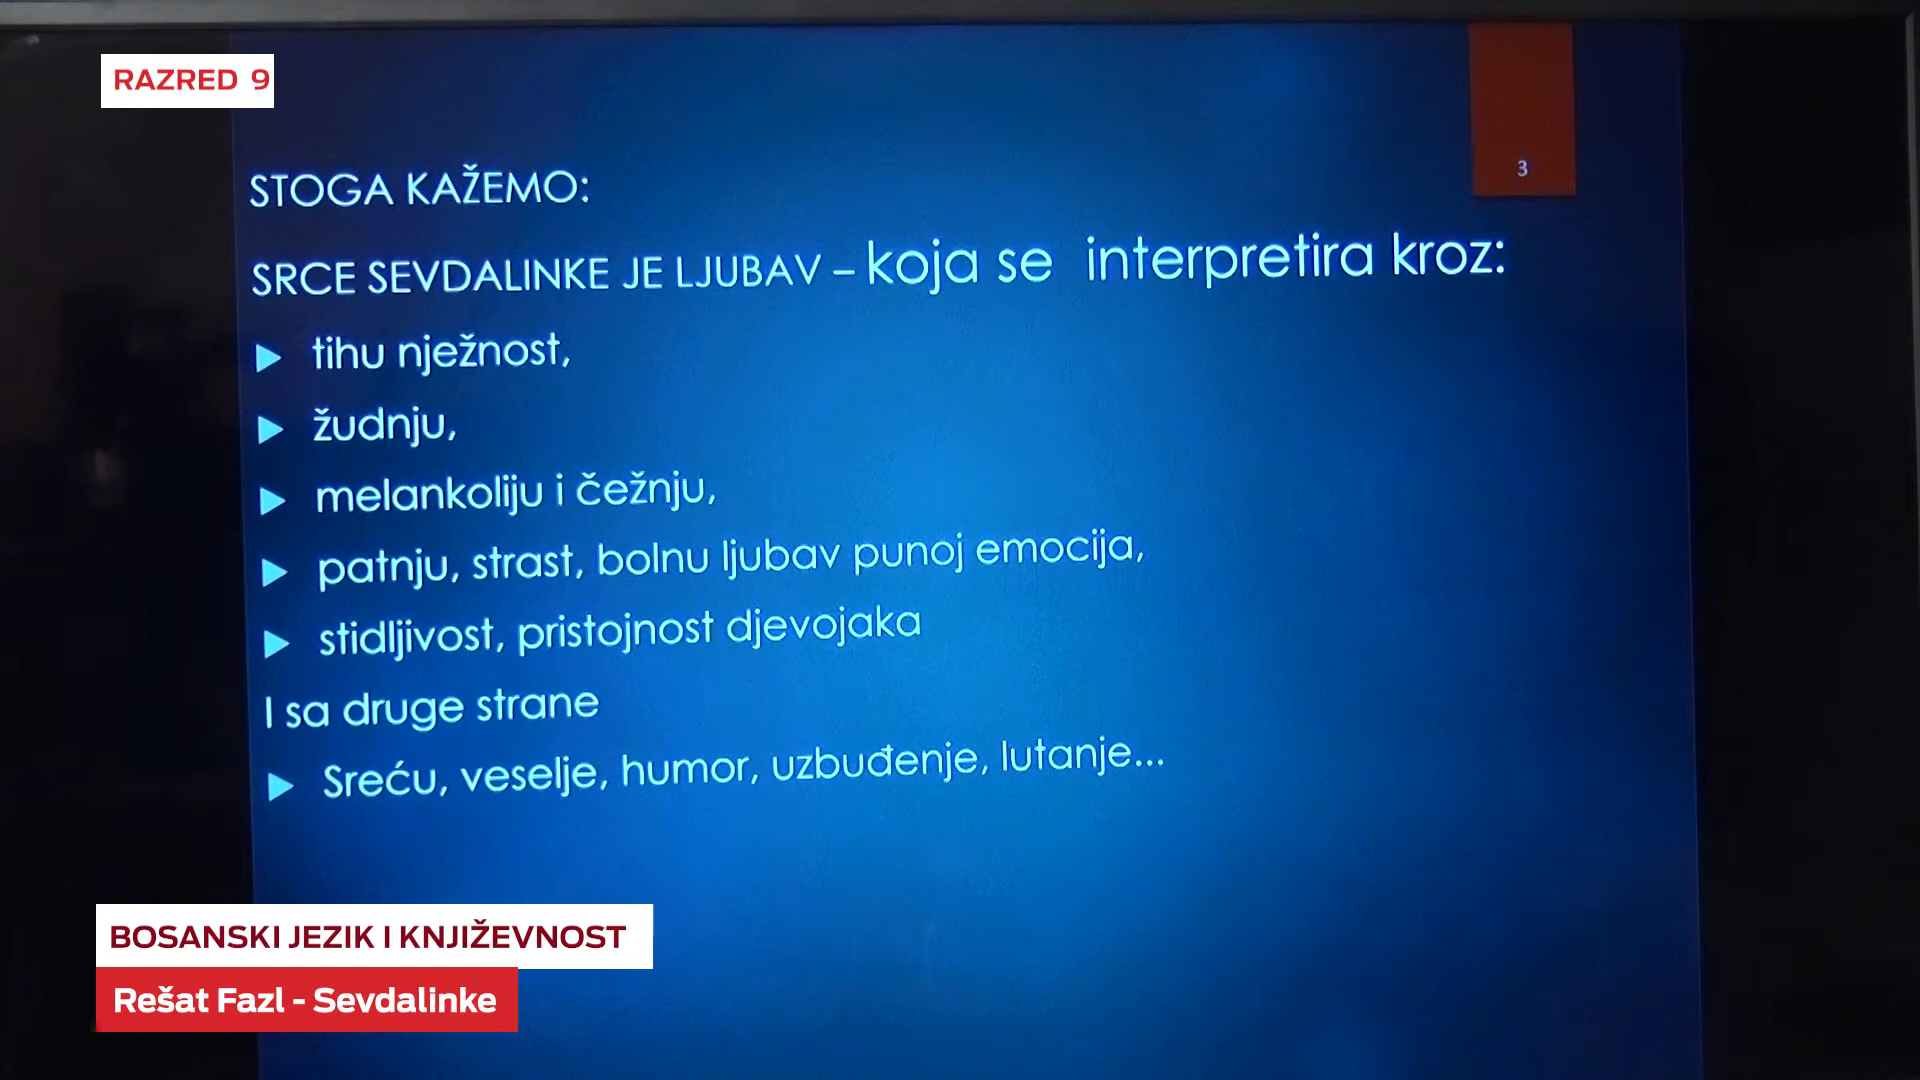 RAZRED 9
3
STOGA KAŽEMO:
SRCE SEVDALINKE JE LJUBAV – koja se interpretira kroz:
tihu nježnost,
žudnju,
melankoliju i čežnju,
patnju, strast, bolnu ljubav punoj emocija,
stidljivost, pristojnost djevojaka
I sa druge strane
Sreću, veselje, humor, uzbuđenje, lutanje...
BOSANSKI JEZIK I KNJIŽEVNOST
Rešat Fazl - Sevdalinke